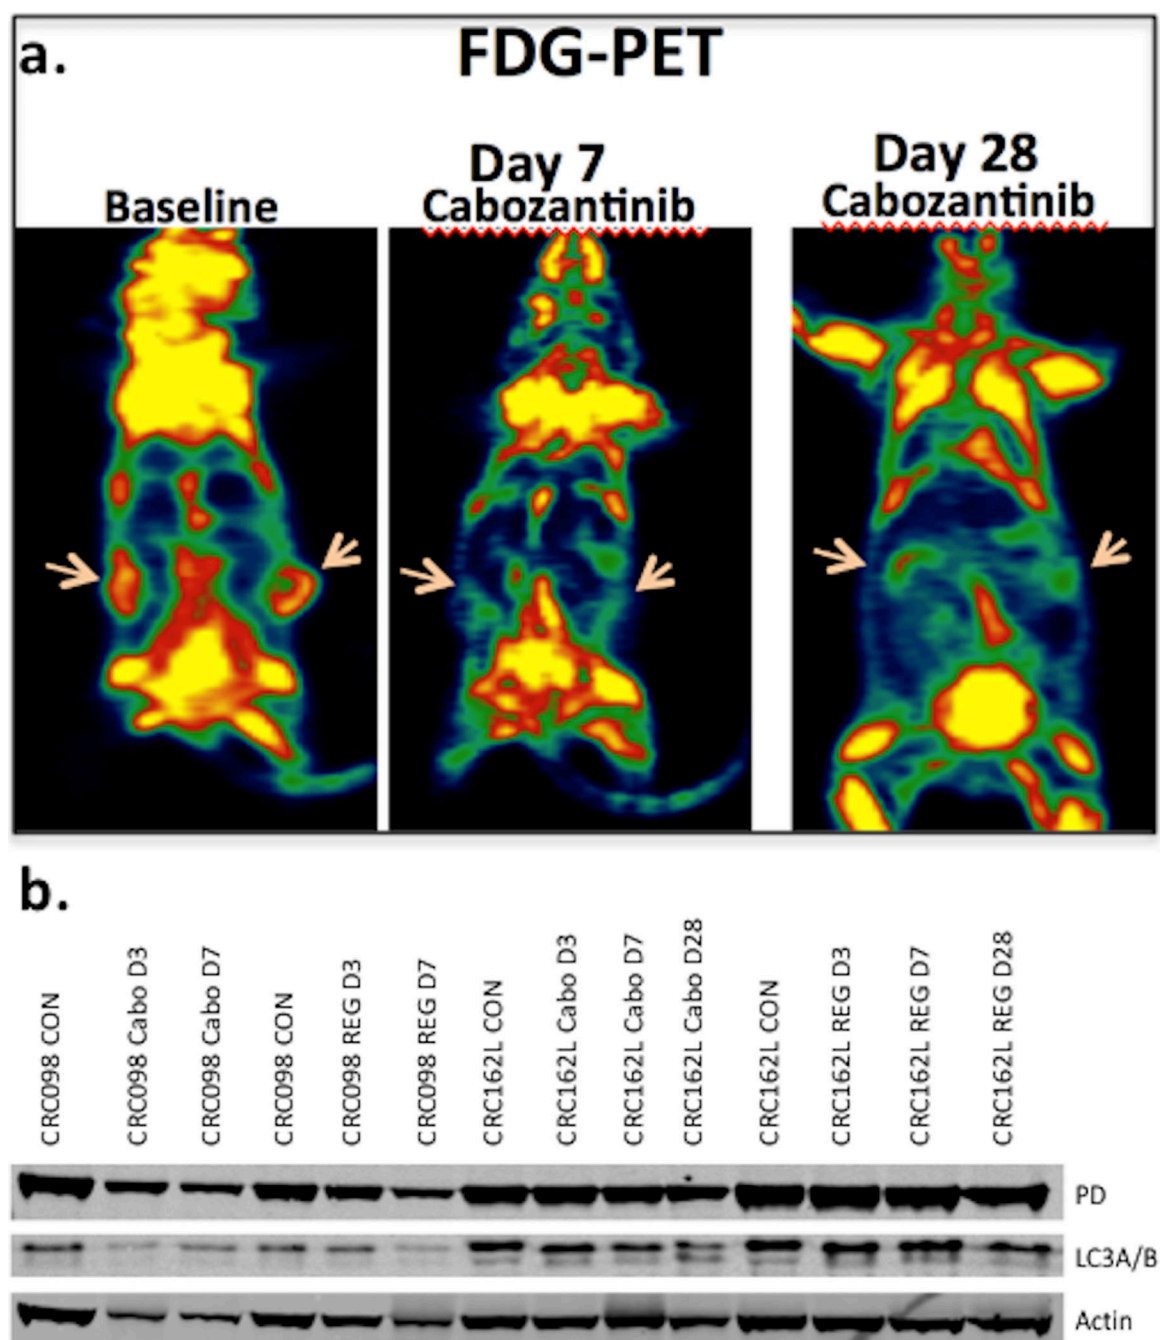 a.
FDG-PET
Baseline
Day 7
Cabozantinib
Day 28
Cabozantinib
b.
CRC098 CON
CRC098 Cabo D3
CRC098 Cabo D7
CRC098 CON
CRC098 REG D3
CRC098 REG D7
CRC162L CON
CRC162L Cabo D3
CRC162L Cabo D7
CRC162L Cabo D28
CRC162L CON
CRC162L REG D3
CRC162L REG D7
CRC162L REG D28
PD
LC3A/B
Actin